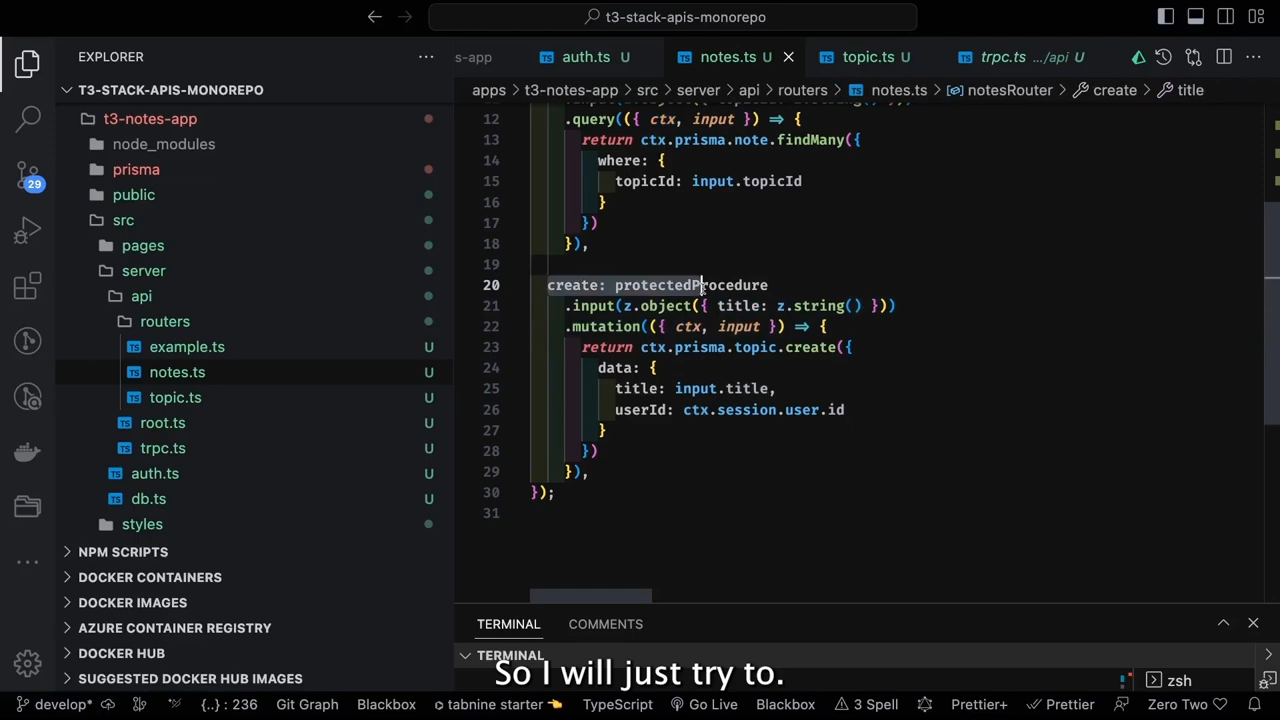 t3-stack-apis-monorepo
EXPLORER
s-app
auth.ts U
notes.ts U
topic.ts U
trpc.ts .../api U
T3-STACK-APIS-MONOREPO
apps > t3-notes-app > src > server > api > routers > notes.ts > notesRouter > create > title
t3-notes-app
node_modules
prisma
public
src
pages
server
api
routers
example.ts U
notes.ts U
topic.ts U
root.ts U
trpc.ts U
auth.ts U
db.ts U
styles
NPM SCRIPTS
DOCKER CONTAINERS
DOCKER IMAGES
AZURE CONTAINER REGISTRY
DOCKER HUB
SUGGESTED DOCKER HUB IMAGES
29
12 .query(({ ctx, input }) => {
13 return ctx.prisma.note.findMany({
14 where: {
15 topicId: input.topicId
16 }
17 })
18 }),
19
20 create: protectedProcedure
21 .input(z.object({ title: z.string() }))
22 .mutation(({ ctx, input }) => {
23 return ctx.prisma.topic.create({
24 data: {
25 title: input.title,
26 userId: ctx.session.user.id
27 }
28 })
29 }),
30 });
31
TERMINAL COMMENTS
TERMINAL
zsh
So I will just try to.
develop* {..} : 236 Git Graph Blackbox tabnine starter TypeScript Go Live Blackbox 3 Spell Prettier+ Prettier Zero Two